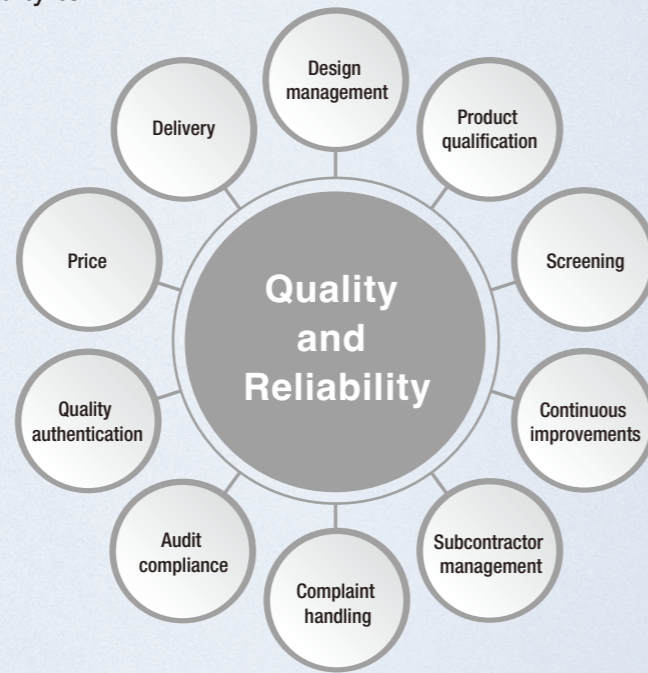 Design
management
Product
qualification
Screening
Continuous
improvements
Subcontractor
management
Complaint
handling
Audit
compliance
Quality
authentication
Price
Delivery
Quality
and
Reliability